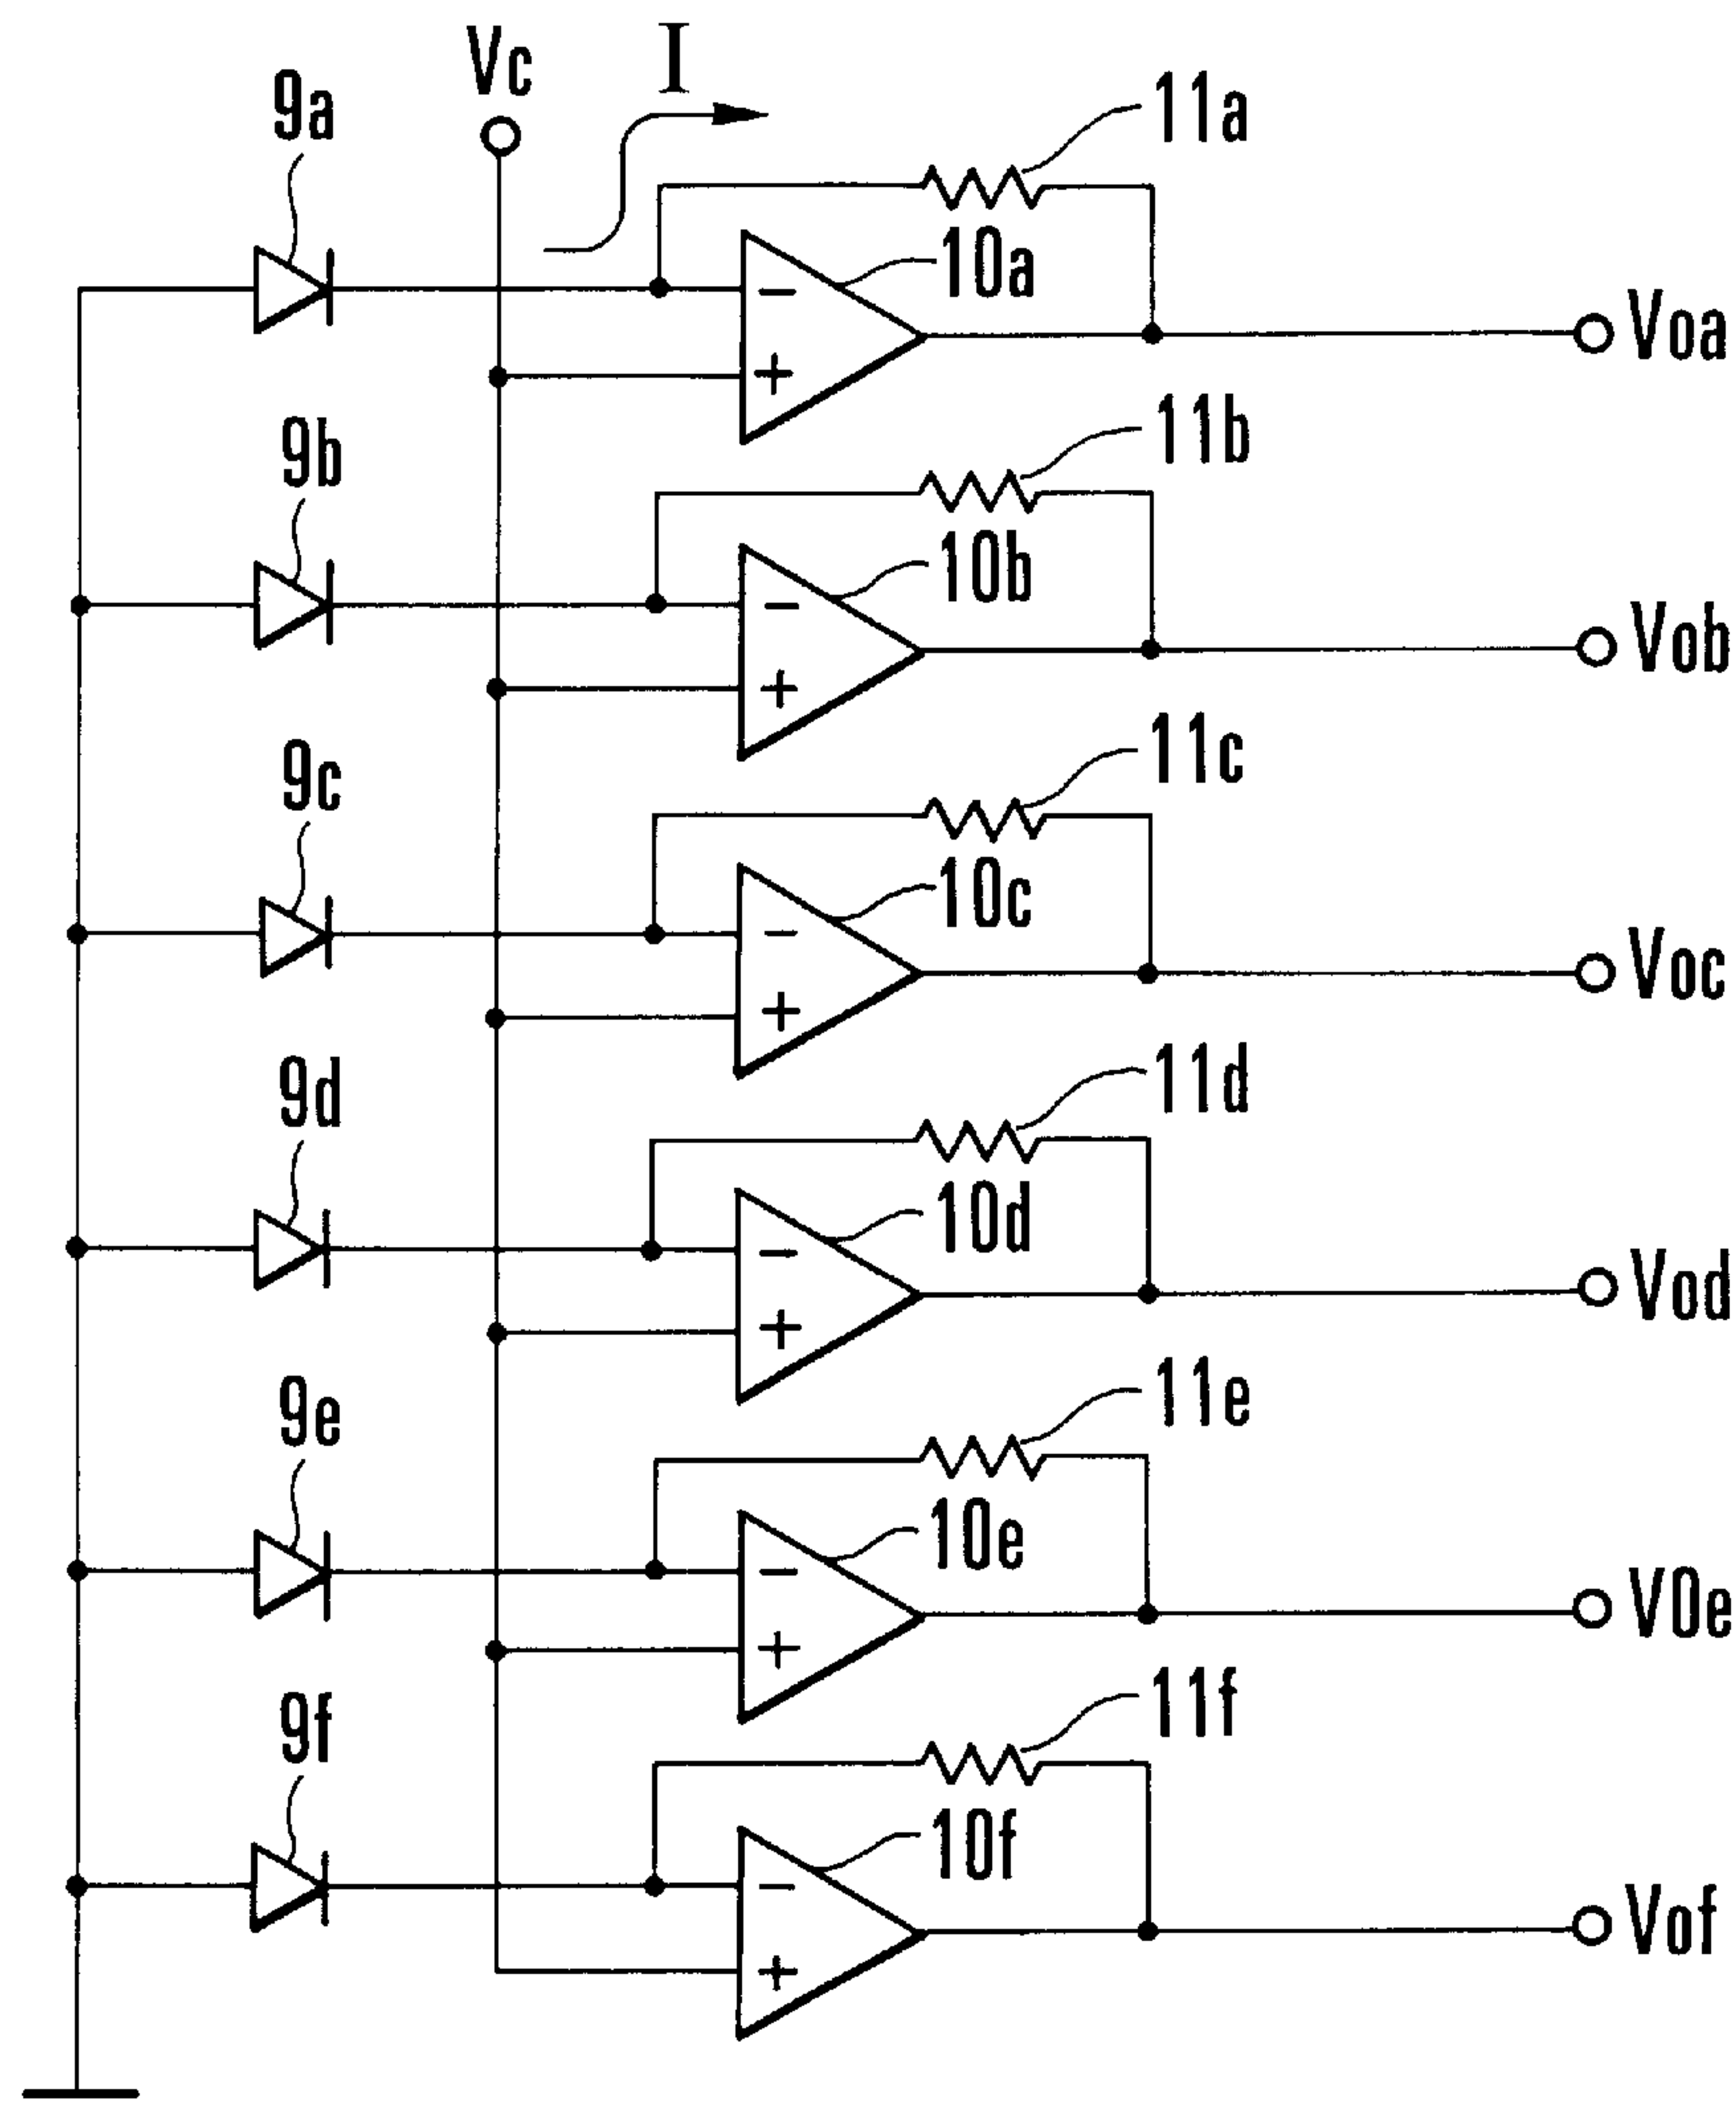 Vc
I
9a
11a
10a
−
+
Voa
9b
11b
10b
−
+
Vob
9c
11c
10c
−
+
Voc
9d
11d
10d
−
+
Vod
9e
11e
10e
−
+
V0e
9f
11f
10f
−
+
Vof